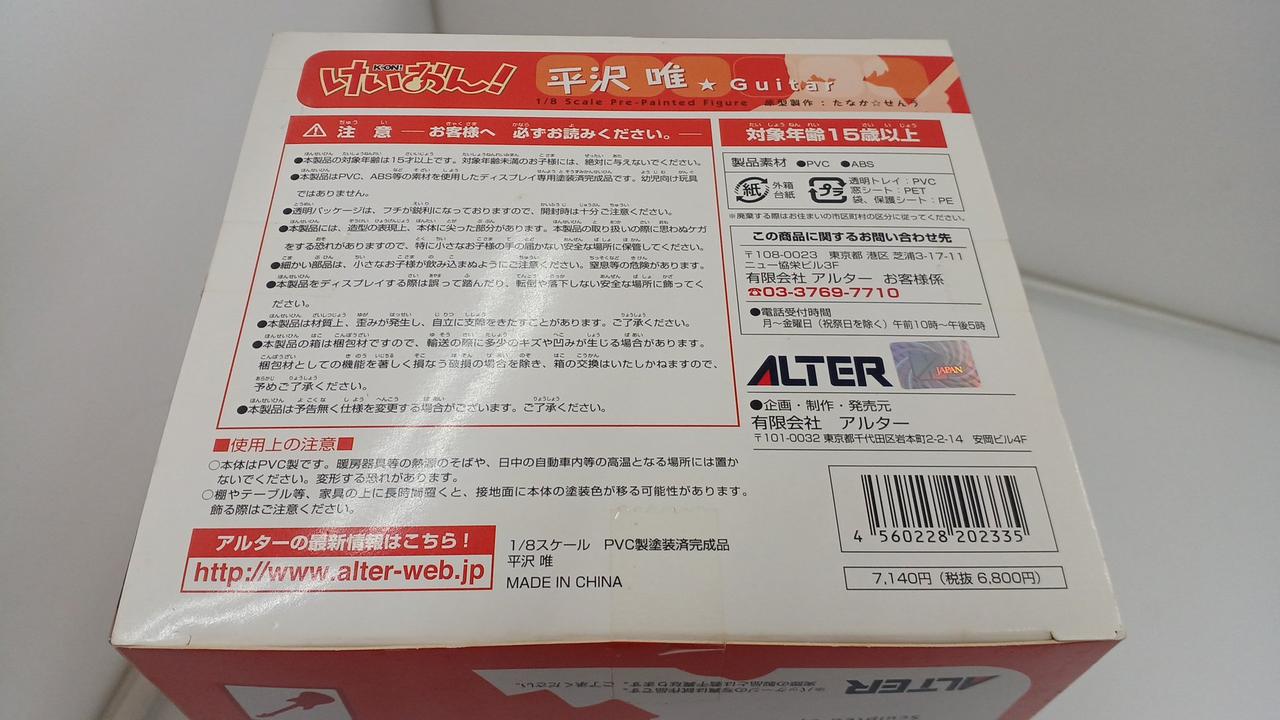 けいおん!
K-ON!
平沢 唯★Guitar
1/8 Scale Pre-Painted Figure 原型製作：たなか☆せんう
⚠注 意 ― お客様へ 必ずお読みください。
●本製品の対象年齢は15才以上です。対象年齢未満のお子様には、絶対に与えないでください。
●本製品はPVC、ABS等の素材を使用したディスプレイ専用塗装済完成品です。幼児向け玩具
ではありません。
●透明パッケージは、フチが鋭利になっておりますので、開封時は十分ご注意ください。
●本製品には、造型の表現上、本体に尖った部分があります。本製品の取り扱いの際に思わぬケガ
をする恐れがありますので、特に小さなお子様の手の届かない安全な場所に保管してください。
●細かい部品は、小さなお子様が飲み込まぬようにご注意ください。窒息等の危険があります。
●本製品をディスプレイする際は誤って踏んだり、転倒や落下しない安全な場所に飾ってく
ださい。
●本製品は材質上、歪みが発生し、自立に支障をきたすことがあります。ご了承ください。
●本製品の箱は梱包材ですので、輸送の際に多少のキズや凹みが生じる場合があります。
梱包材としての機能を著しく損なう破損の場合を除き、箱の交換はいたしかねますので、
予めご了承ください。
●本製品は予告無く仕様を変更する場合がございます。ご了承ください。
■使用上の注意■
○本体はPVC製です。暖房器具等の熱源のそばや、日中の自動車内等の高温となる場所には置か
ないでください。変形する恐れがあります。
○棚やテーブル等、家具の上に長時間置くと、接地面に本体の塗装色が移る可能性があります。
飾る際はご注意ください。
アルターの最新情報はこちら！
http://www.alter-web.jp
1/8スケール PVC製塗装済完成品
平沢 唯
MADE IN CHINA
対象年齢15歳以上
製品素材 ●PVC ●ABS
紙 外箱
台紙
プラ 透明トレイ：PVC
窓シート：PET
袋、保護シート：PE
※廃棄する際はお住まいの市区町村の区分に従ってください。
この商品に関するお問い合わせ先
〒108-0023 東京都 港区 芝浦3-17-11
ニュー協栄ビル3F
有限会社 アルター お客様係
☎03-3769-7710
●電話受付時間
月～金曜日（祝祭日を除く）午前10時～午後5時
ALTER
JAPAN
●企画・制作・発売元
有限会社 アルター
〒101-0032 東京都千代田区岩本町2-2-14 安岡ビル4F
4 560228 202335
7,140円（税抜 6,800円）
ALTER
※パッケージの写真は試作品です。
実際の製品とは若干異なります。ご了承ください。